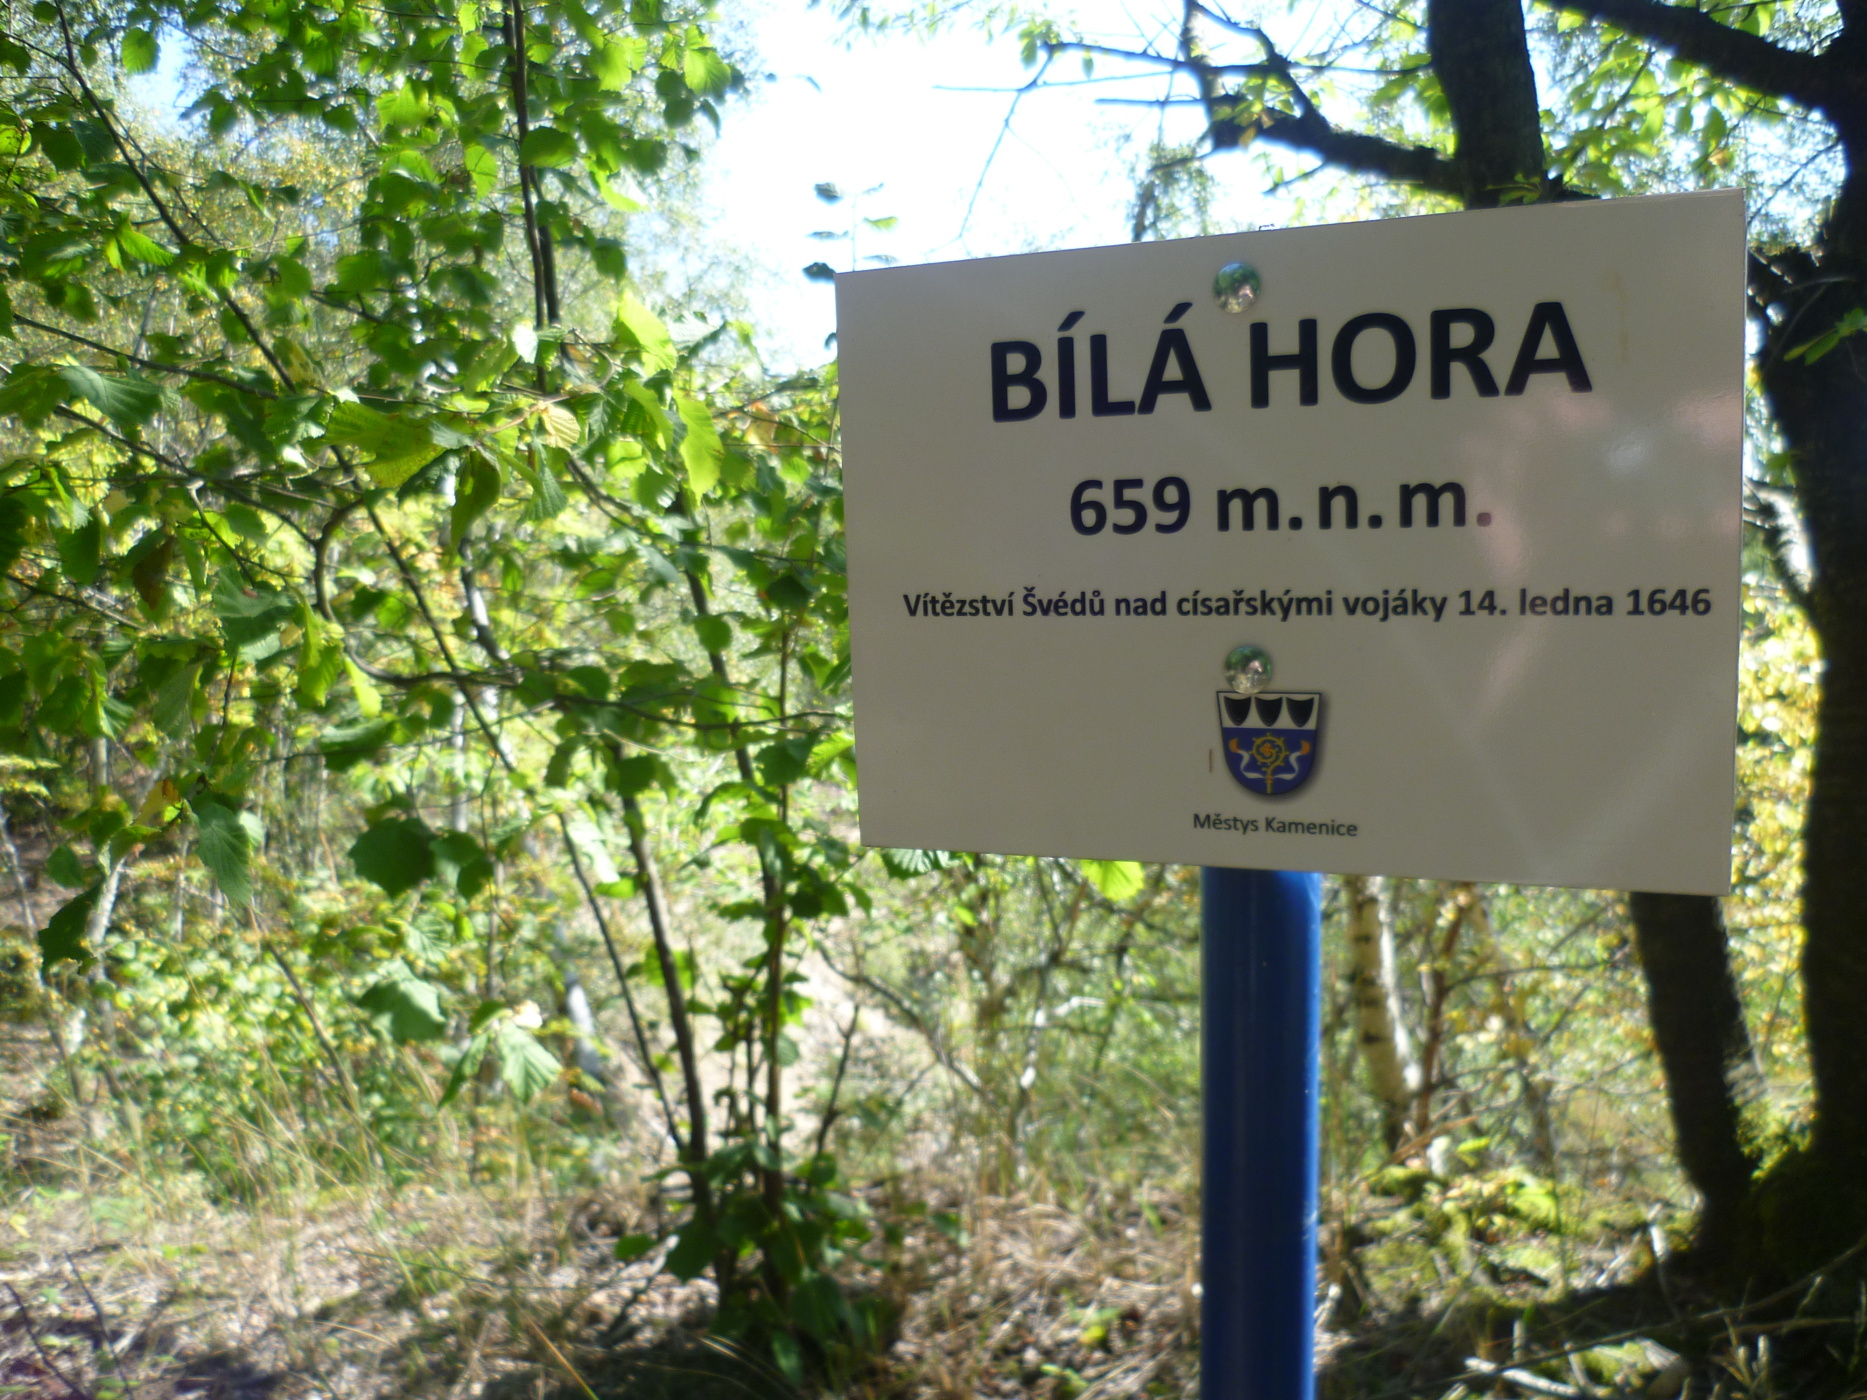 BÍLÁ HORA
659 m.n.m.
Vítězství Švédů nad císařskými vojáky 14. ledna 1646
Městys Kamenice